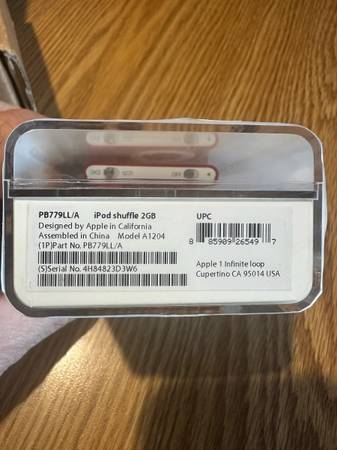 PB779LL/A iPod shuffle 2GB
Designed by Apple in California
Assembled in China Model A1204
(1P)Part No. PB779LL/A
(S)Serial No. 4H84823D3W6
UPC
8 85909 26549 7
Apple 1 Infinite loop
Cupertino CA 95014 USA